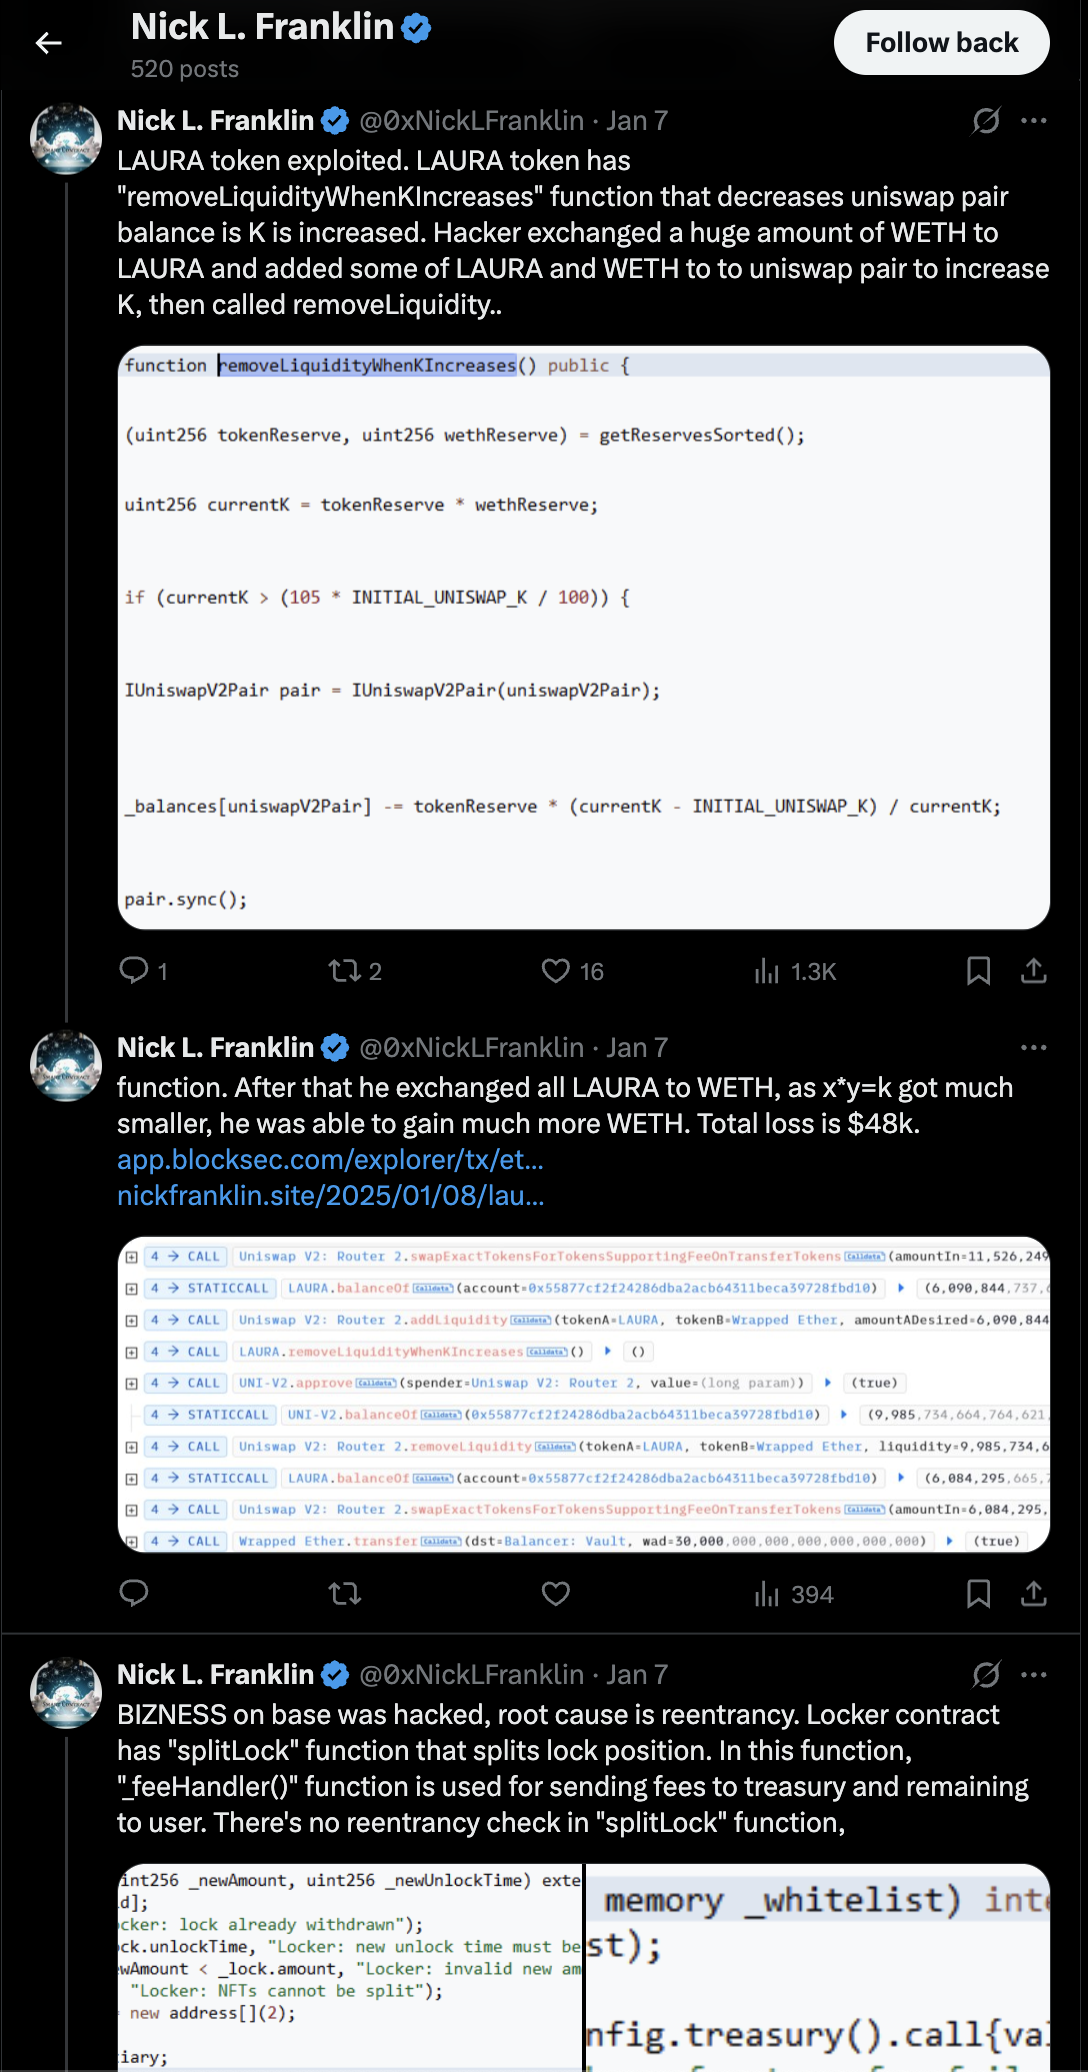 Nick L. Franklin
520 posts
Follow back
Nick L. Franklin @0xNickLFranklin · Jan 7
LAURA token exploited. LAURA token has
"removeLiquidityWhenKIncreases" function that decreases uniswap pair
balance is K is increased. Hacker exchanged a huge amount of WETH to
LAURA and added some of LAURA and WETH to to uniswap pair to increase
K, then called removeLiquidity..
function removeLiquidityWhenKIncreases() public {
(uint256 tokenReserve, uint256 wethReserve) = getReservesSorted();
uint256 currentK = tokenReserve * wethReserve;
if (currentK > (105 * INITIAL_UNISWAP_K / 100)) {
IUniswapV2Pair pair = IUniswapV2Pair(uniswapV2Pair);
_balances[uniswapV2Pair] -= tokenReserve * (currentK - INITIAL_UNISWAP_K) / currentK;
pair.sync();
1 2 16 1.3K
Nick L. Franklin @0xNickLFranklin · Jan 7
function. After that he exchanged all LAURA to WETH, as x*y=k got much
smaller, he was able to gain much more WETH. Total loss is $48k.
app.blocksec.com/explorer/tx/et...
nickfranklin.site/2025/01/08/lau...
4 → CALL Uniswap V2: Router 2.swapExactTokensForTokensSupportingFeeOnTransferTokens Calldata (amountIn=11,526,249
4 → STATICCALL LAURA.balanceOf Calldata (account=0x55877cf2f24286dba2acb64311beca39728fbd10) (6,090,844,737,
4 → CALL Uniswap V2: Router 2.addLiquidity Calldata (tokenA=LAURA, tokenB=Wrapped Ether, amountADesired=6,090,844
4 → CALL LAURA.removeLiquidityWhenKIncreases Calldata () ()
4 → CALL UNI-V2.approve Calldata (spender=Uniswap V2: Router 2, value=(long param)) (true)
4 → STATICCALL UNI-V2.balanceOf Calldata (0x55877cf2f24286dba2acb64311beca39728fbd10) (9,985,734,664,764,621,
4 → CALL Uniswap V2: Router 2.removeLiquidity Calldata (tokenA=LAURA, tokenB=Wrapped Ether, liquidity=9,985,734,6
4 → STATICCALL LAURA.balanceOf Calldata (account=0x55877cf2f24286dba2acb64311beca39728fbd10) (6,084,295,665,
4 → CALL Uniswap V2: Router 2.swapExactTokensForTokensSupportingFeeOnTransferTokens Calldata (amountIn=6,084,295,
4 → CALL Wrapped Ether.transfer Calldata (dst=Balancer: Vault, wad=30,000,000,000,000,000,000,000) (true)
394
Nick L. Franklin @0xNickLFranklin · Jan 7
BIZNESS on base was hacked, root cause is reentrancy. Locker contract
has "splitLock" function that splits lock position. In this function,
"_feeHandler()" function is used for sending fees to treasury and remaining
to user. There's no reentrancy check in "splitLock" function,
int256 _newAmount, uint256 _newUnlockTime) exte
d];
ocker: lock already withdrawn");
ock.unlockTime, "Locker: new unlock time must be
ewAmount < _lock.amount, "Locker: invalid new am
"Locker: NFTs cannot be split");
= new address[](2);
iary;
memory _whitelist) inte
st);
nfig.treasury().call{val